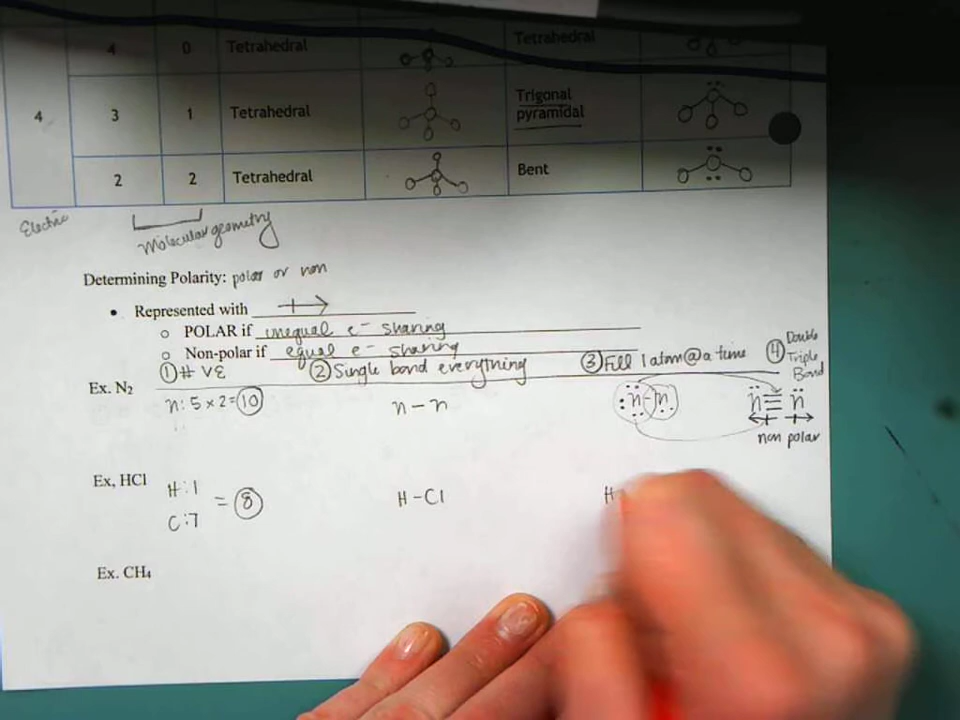 4 0 Tetrahedral Tetrahedral
4 3 1 Tetrahedral Trigonal pyramidal
2 2 Tetrahedral Bent
Molecular geometry
Determining Polarity: polar or non
• Represented with
o POLAR if unequal e⁻ sharing
o Non-polar if equal e⁻ sharing
① # VE ② Single bond everything ③ Fill 1 atom @ a time ④ Double Triple Bond
Ex. N₂
n: 5 x 2 = 10 n - n :n - n: n ≡ n
non polar
Ex, HCl H: 1 = 8 H - Cl H
C: 7
Ex. CH₄